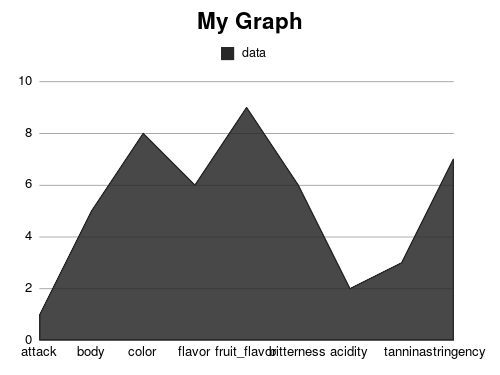 My Graph
data
10
8
6
4
2
0
attack body color flavor fruit_flavor bitterness acidity tannin astringency